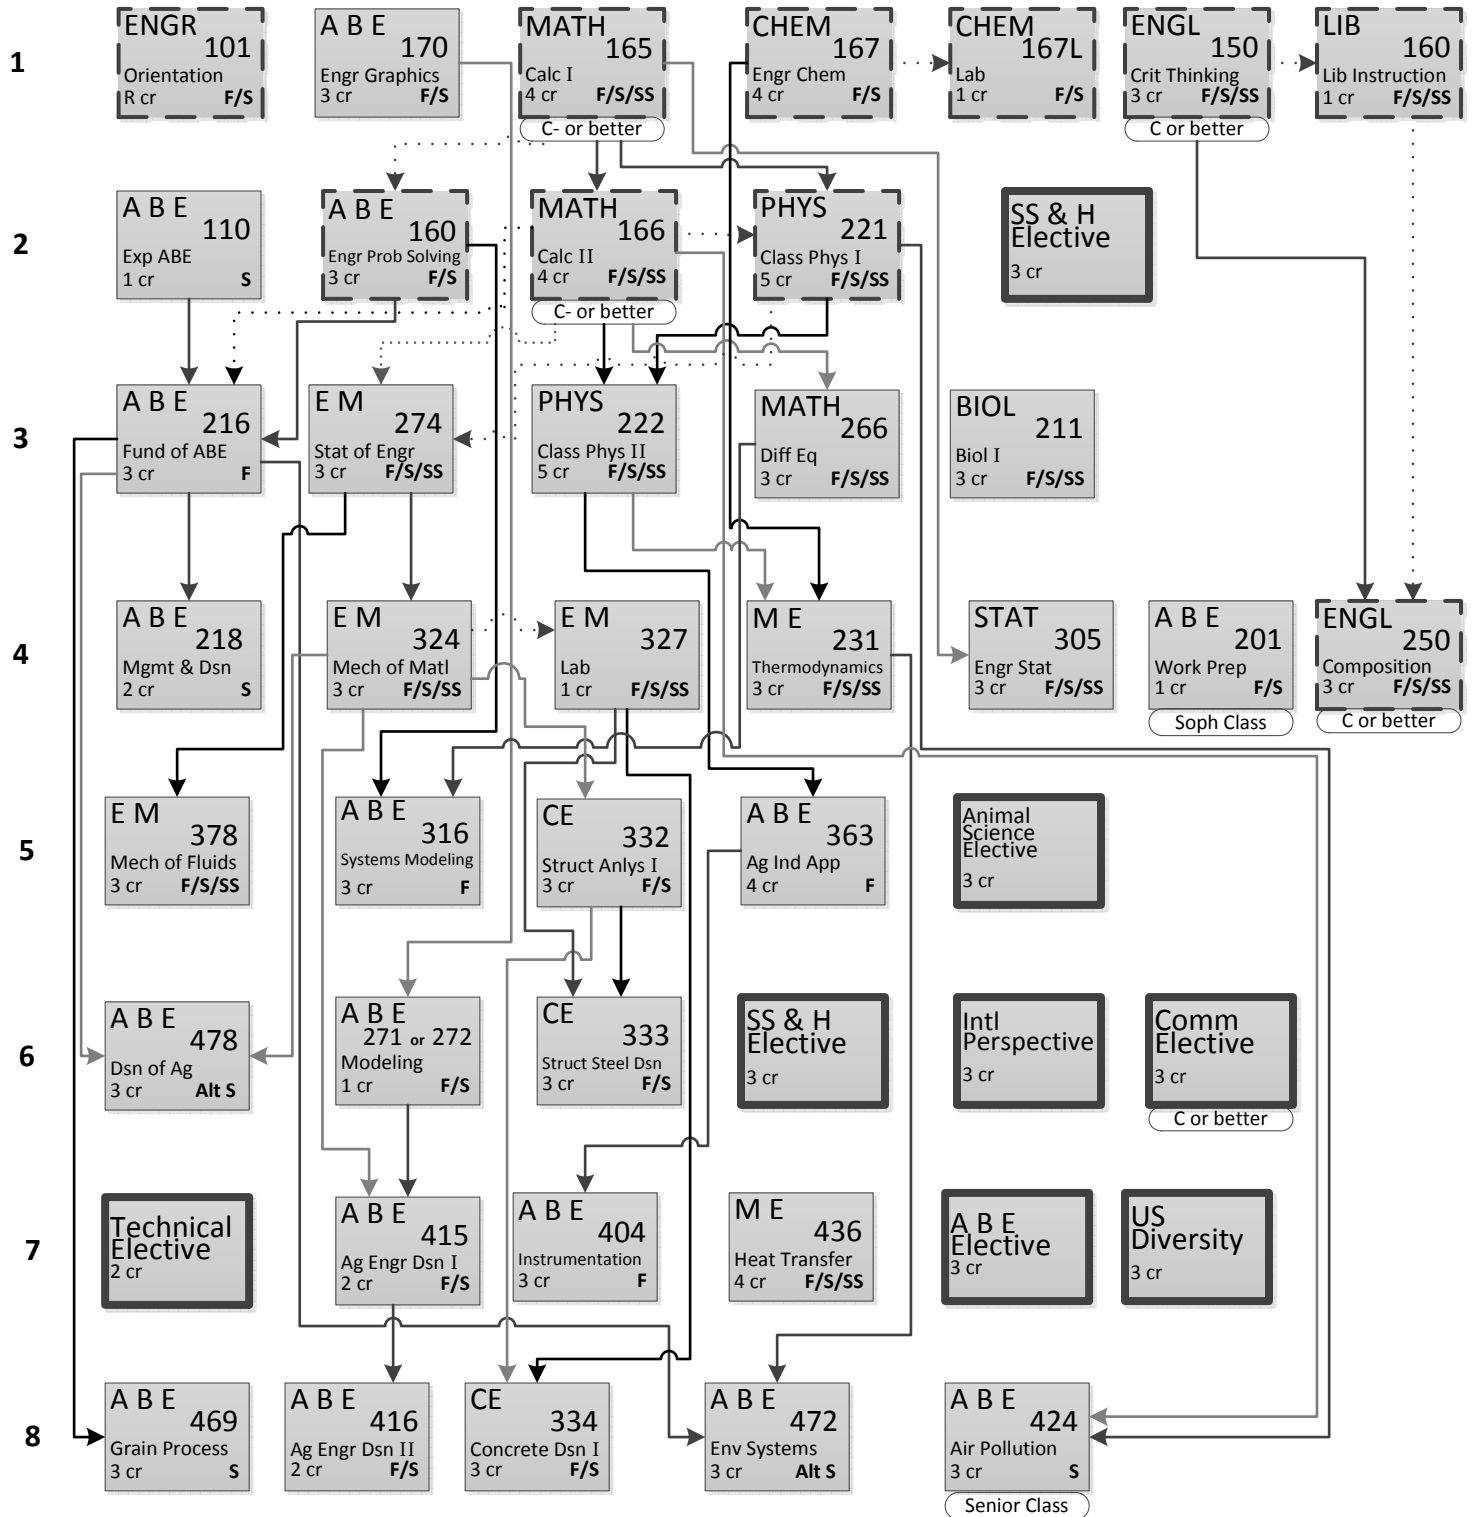 1
ENGR
101
Orientation
R cr F/S
A B E
170
Engr Graphics
3 cr F/S
MATH
165
Calc I
4 cr F/S/SS
C- or better
CHEM
167
Engr Chem
4 cr F/S
CHEM
167L
Lab
1 cr F/S
ENGL
150
Crit Thinking
3 cr F/S/SS
C or better
LIB
160
Lib Instruction
1 cr F/S/SS
2
A B E
110
Exp ABE
1 cr S
A B E
160
Engr Prob Solving
3 cr F/S
MATH
166
Calc II
4 cr F/S/SS
C- or better
PHYS
221
Class Phys I
5 cr F/S/SS
SS & H
Elective
3 cr
3
A B E
216
Fund of ABE
3 cr F
E M
274
Stat of Engr
3 cr F/S/SS
PHYS
222
Class Phys II
5 cr F/S/SS
MATH
266
Diff Eq
3 cr F/S/SS
BIOL
211
Biol I
3 cr F/S/SS
4
A B E
218
Mgmt & Dsn
2 cr S
E M
324
Mech of Matl
3 cr F/S/SS
E M
327
Lab
1 cr F/S/SS
M E
231
Thermodynamics
3 cr F/S/SS
STAT
305
Engr Stat
3 cr F/S/SS
A B E
201
Work Prep
1 cr F/S
Soph Class
ENGL
250
Composition
3 cr F/S/SS
C or better
5
E M
378
Mech of Fluids
3 cr F/S/SS
A B E
316
Systems Modeling
3 cr F
CE
332
Struct Anlys I
3 cr F/S
A B E
363
Ag Ind App
4 cr F
Animal
Science
Elective
3 cr
6
A B E
478
Dsn of Ag
3 cr Alt S
A B E
271 or 272
Modeling
1 cr F/S
CE
333
Struct Steel Dsn
3 cr F/S
SS & H
Elective
3 cr
Intl
Perspective
3 cr
Comm
Elective
3 cr
C or better
7
Technical
Elective
2 cr
A B E
415
Ag Engr Dsn I
2 cr F/S
A B E
404
Instrumentation
3 cr F
M E
436
Heat Transfer
4 cr F/S/SS
A B E
Elective
3 cr
US
Diversity
3 cr
8
A B E
469
Grain Process
3 cr S
A B E
416
Ag Engr Dsn II
2 cr F/S
CE
334
Concrete Dsn I
3 cr F/S
A B E
472
Env Systems
3 cr Alt S
A B E
424
Air Pollution
3 cr S
Senior Class